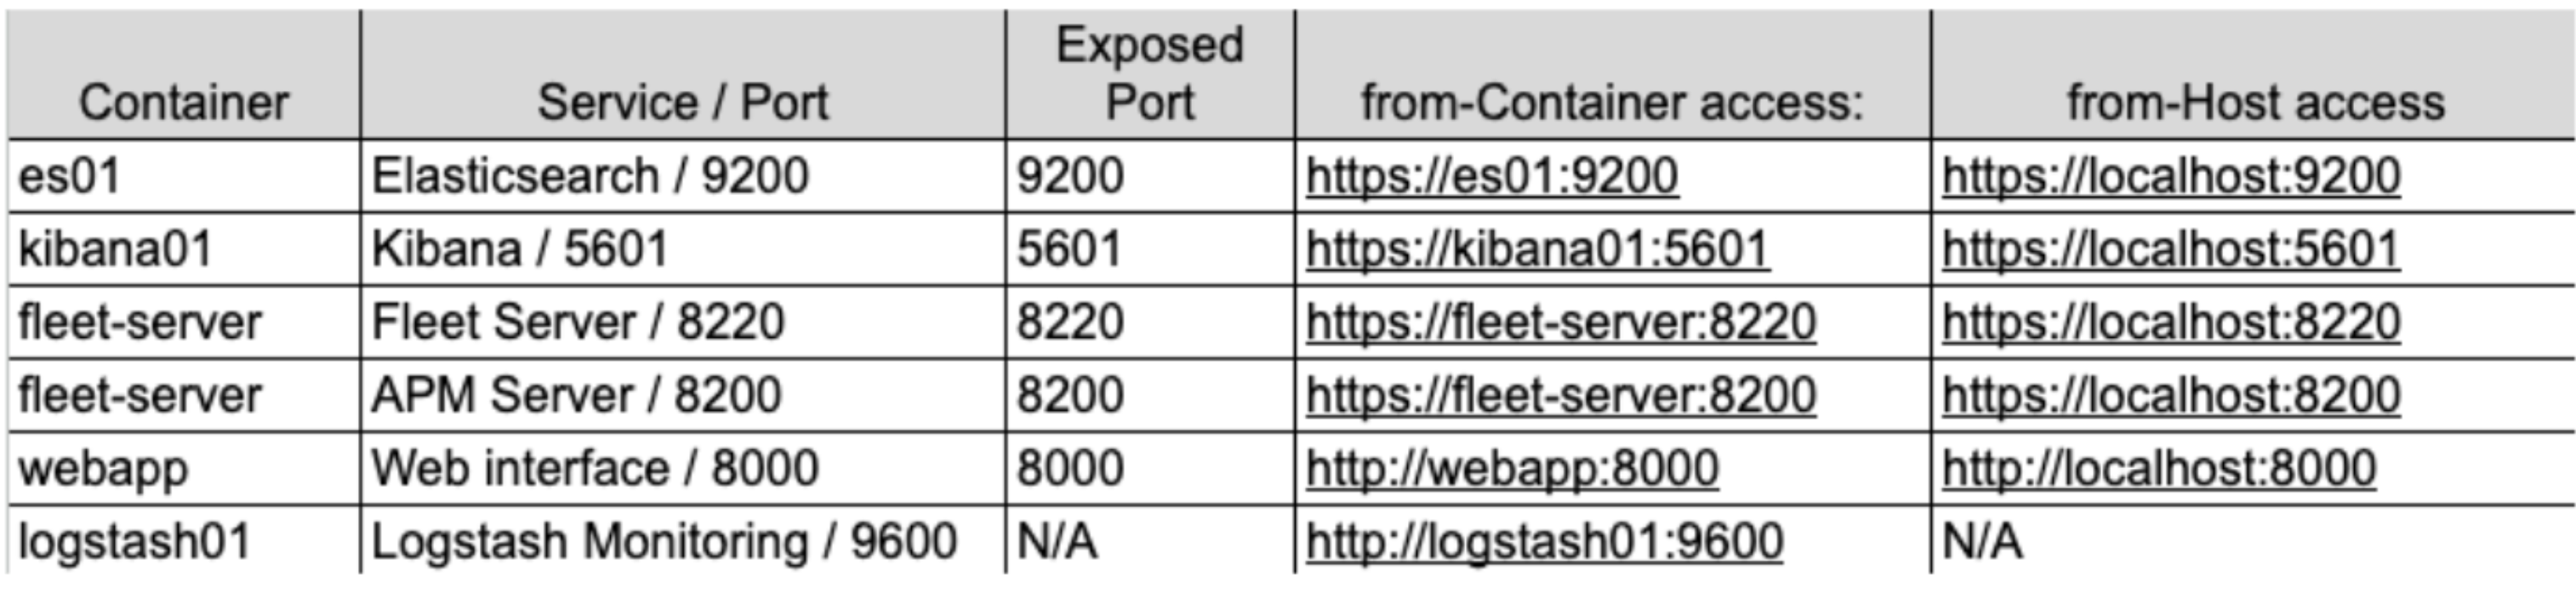 Container Service / Port Exposed Port from-Container access: from-Host access
es01 Elasticsearch / 9200 9200 https://es01:9200 https://localhost:9200
kibana01 Kibana / 5601 5601 https://kibana01:5601 https://localhost:5601
fleet-server Fleet Server / 8220 8220 https://fleet-server:8220 https://localhost:8220
fleet-server APM Server / 8200 8200 https://fleet-server:8200 https://localhost:8200
webapp Web interface / 8000 8000 http://webapp:8000 http://localhost:8000
logstash01 Logstash Monitoring / 9600 N/A http://logstash01:9600 N/A